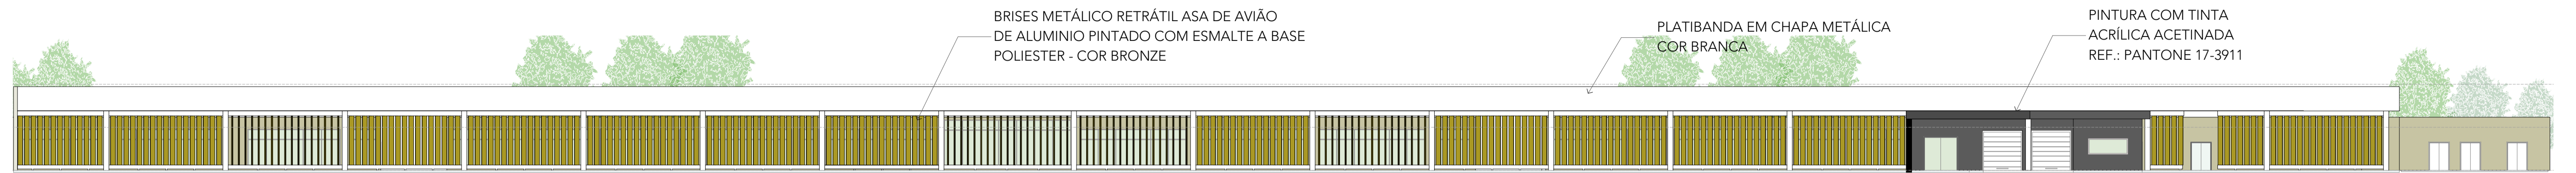 BRISES METÁLICO RETRÁTIL ASA DE AVIÃO
DE ALUMINIO PINTADO COM ESMALTE A BASE
POLIESTER - COR BRONZE
PLATIBANDA EM CHAPA METÁLICA
COR BRANCA
PINTURA COM TINTA
ACRÍLICA ACETINADA
REF.: PANTONE 17-3911